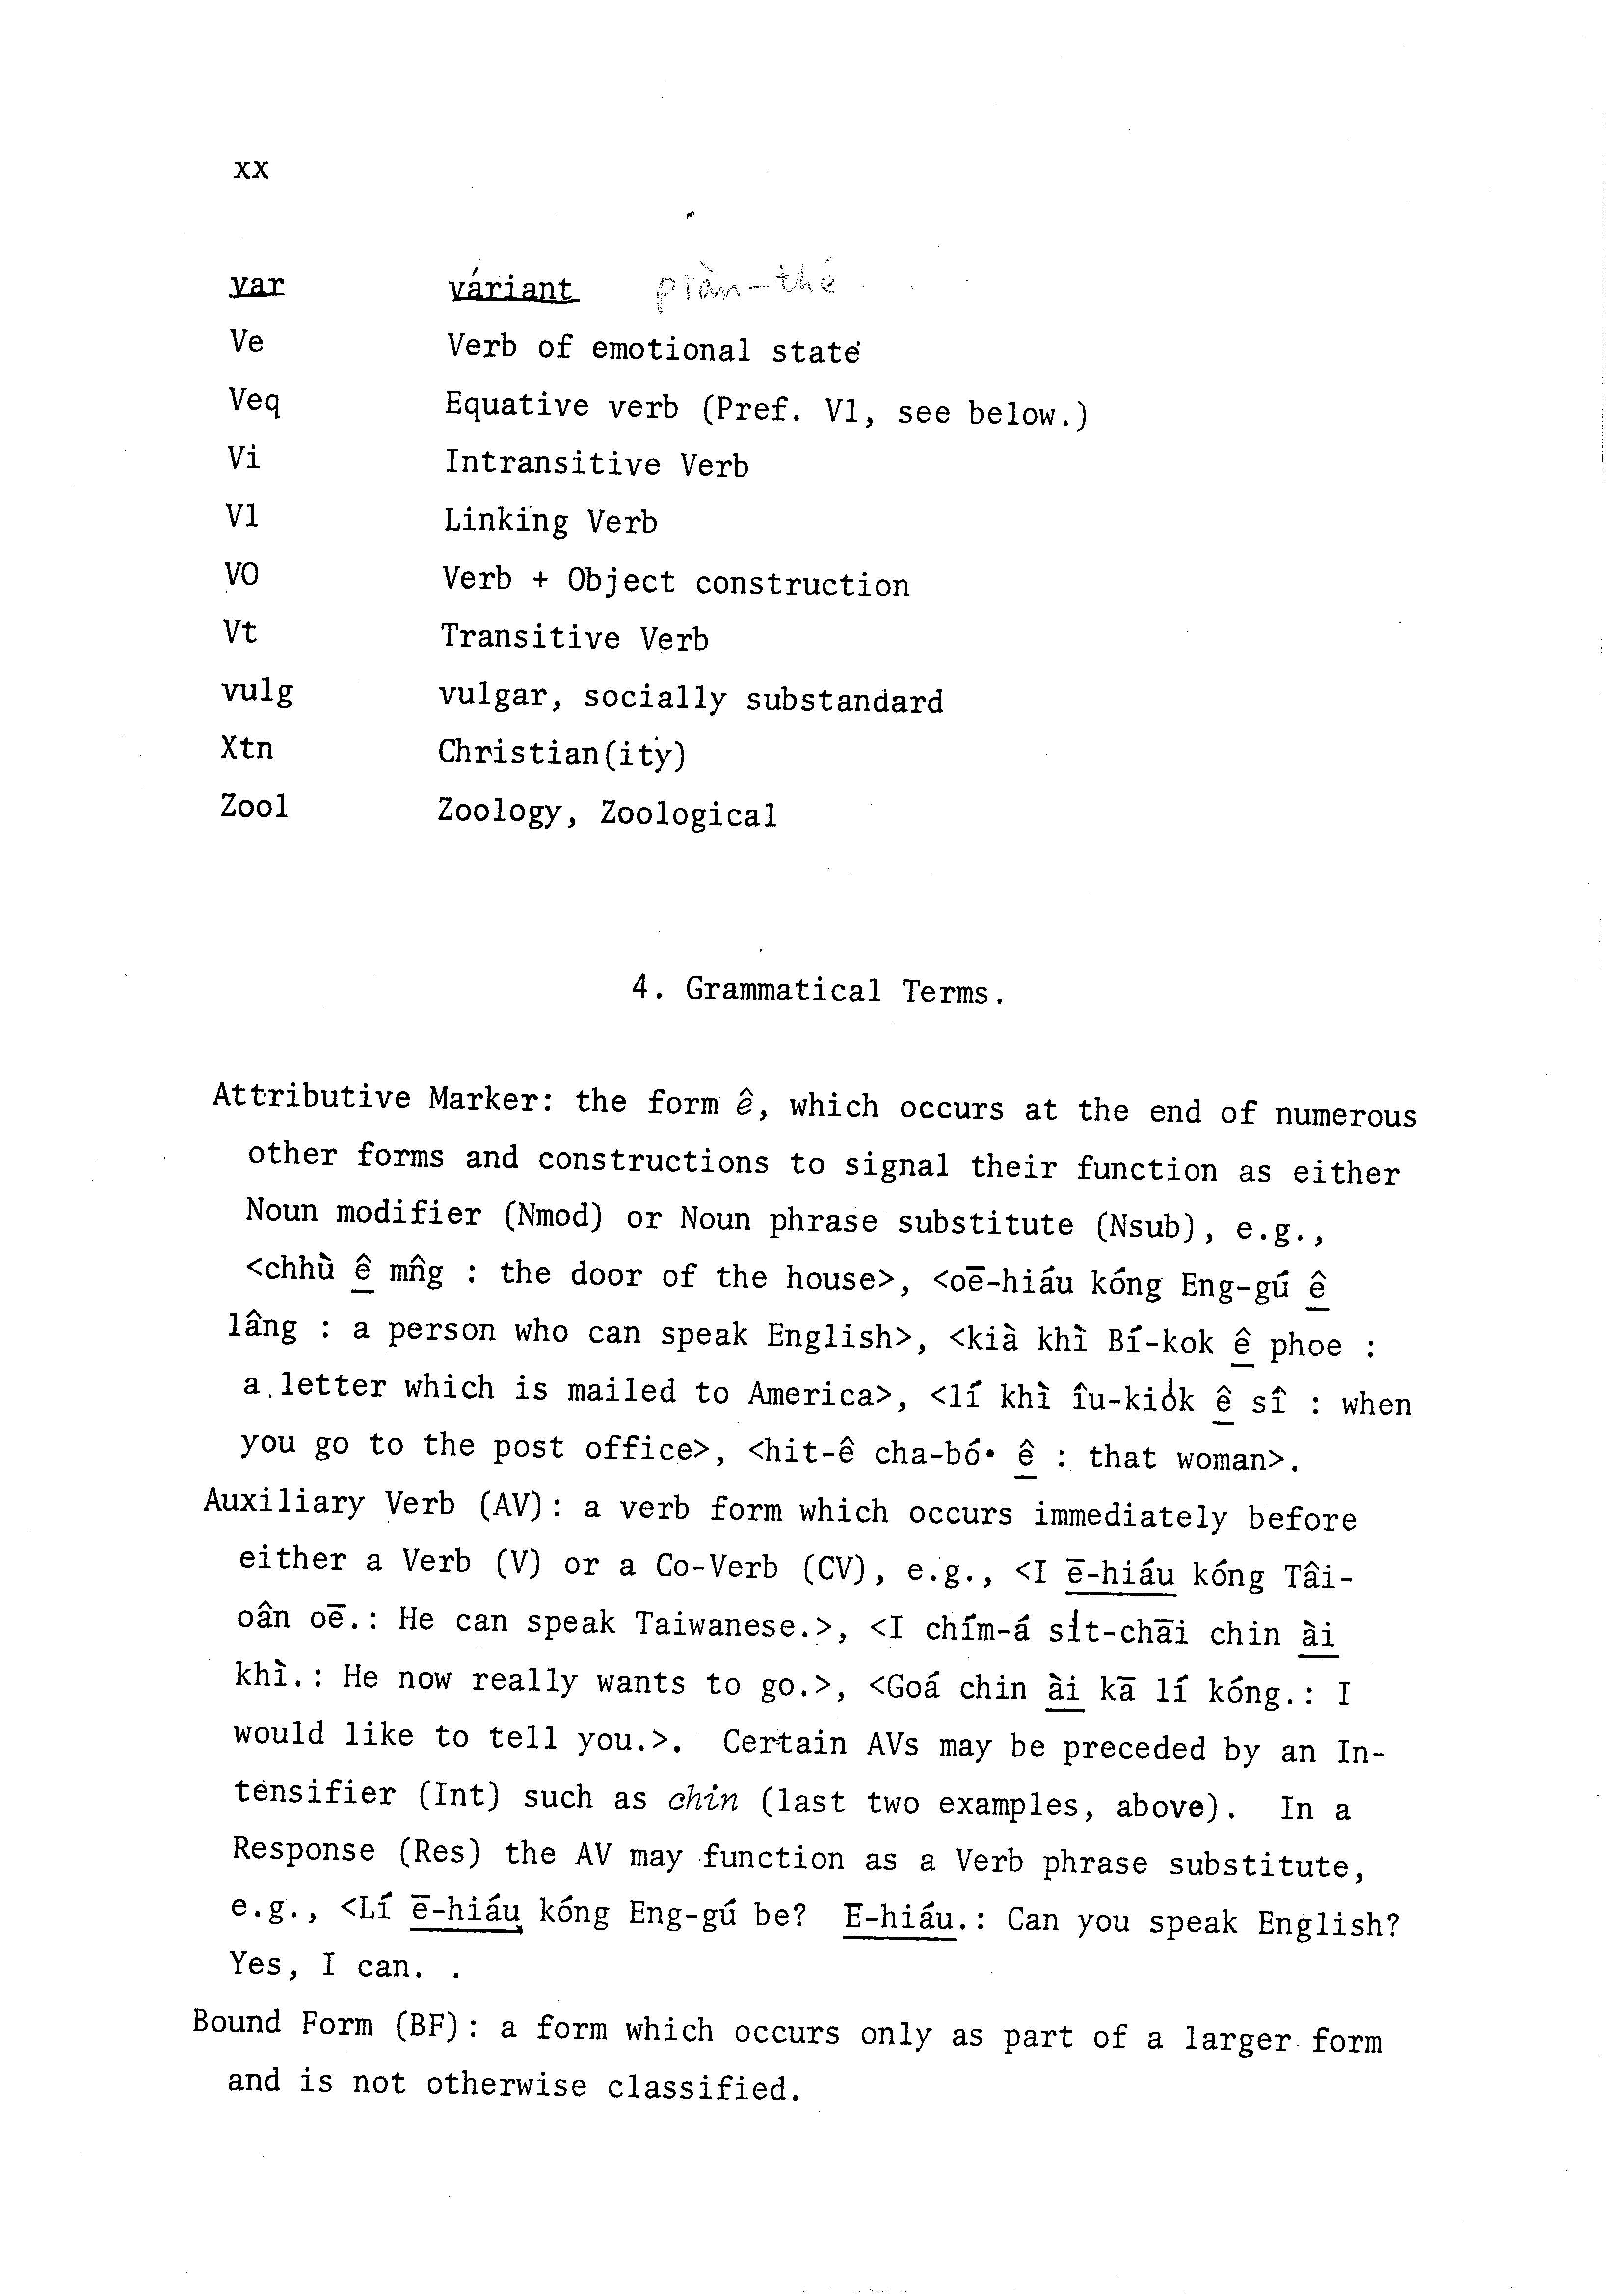 xx
var variant piàn-thé
Ve Verb of emotional state
Veq Equative verb (Pref. Vl, see below.)
Vi Intransitive Verb
Vl Linking Verb
VO Verb + Object construction
Vt Transitive Verb
vulg vulgar, socially substandard
Xtn Christian(ity)
Zool Zoology, Zoological
4. Grammatical Terms.
Attributive Marker: the form ê, which occurs at the end of numerous
other forms and constructions to signal their function as either
Noun modifier (Nmod) or Noun phrase substitute (Nsub), e.g.,
<chhù ê mn̂g : the door of the house>, <oē-hiáu kóng Eng-gú ê
lâng : a person who can speak English>, <kià khì Bí-kok ê phoe :
a letter which is mailed to America>, <lí khì îu-kio̍k ê sî : when
you go to the post office>, <hit-ê cha-bó· ê : that woman>.
Auxiliary Verb (AV): a verb form which occurs immediately before
either a Verb (V) or a Co-Verb (CV), e.g., <I ē-hiáu kóng Tâi-
oân oē.: He can speak Taiwanese.>, <I chím-á si̍t-chāi chin ài
khì.: He now really wants to go.>, <Goá chin ài kā lí kóng.: I
would like to tell you.>. Certain AVs may be preceded by an In-
tensifier (Int) such as chin (last two examples, above). In a
Response (Res) the AV may function as a Verb phrase substitute,
e.g., <Lí ē-hiáu kóng Eng-gú be? E-hiáu.: Can you speak English?
Yes, I can. .
Bound Form (BF): a form which occurs only as part of a larger form
and is not otherwise classified.